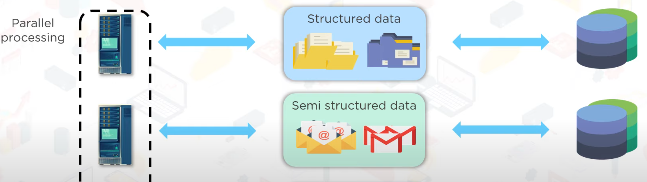 Parallel
processing
Structured data
Semi structured data
@
@
@